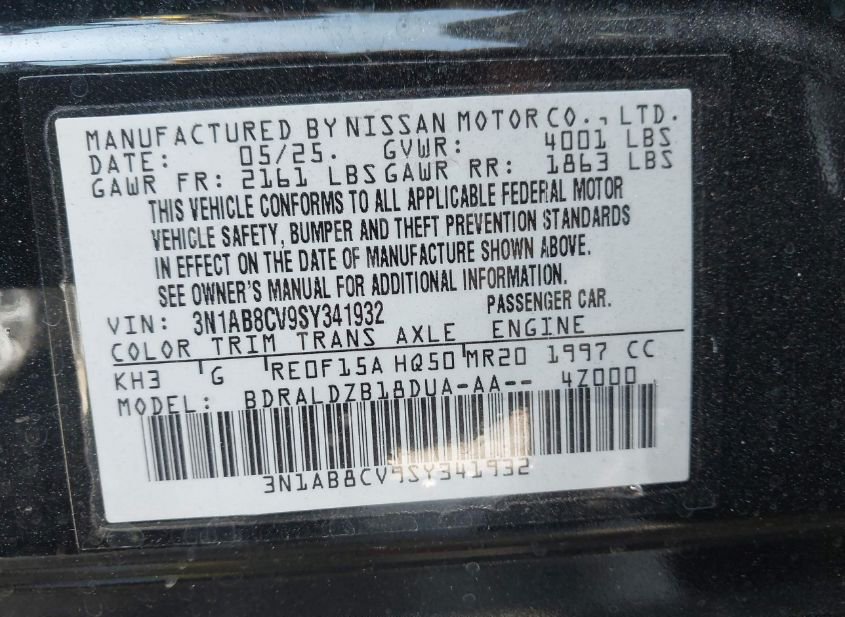 MANUFACTURED BY NISSAN MOTOR CO., LTD.
DATE: 05/25. GVWR: 4001 LBS
GAWR FR: 2161 LBS GAWR RR: 1863 LBS
THIS VEHICLE CONFORMS TO ALL APPLICABLE FEDERAL MOTOR
VEHICLE SAFETY, BUMPER AND THEFT PREVENTION STANDARDS
IN EFFECT ON THE DATE OF MANUFACTURE SHOWN ABOVE.
SEE OWNER'S MANUAL FOR ADDITIONAL INFORMATION.
VIN: 3N1AB8CV9SY341932 PASSENGER CAR.
COLOR TRIM TRANS AXLE ENGINE
KH3 G RE0F15A HQ50 MR20 1997 CC
MODEL: BDRALDZB18DUA-AA-- 4Z000
3N1AB8CV9SY341932